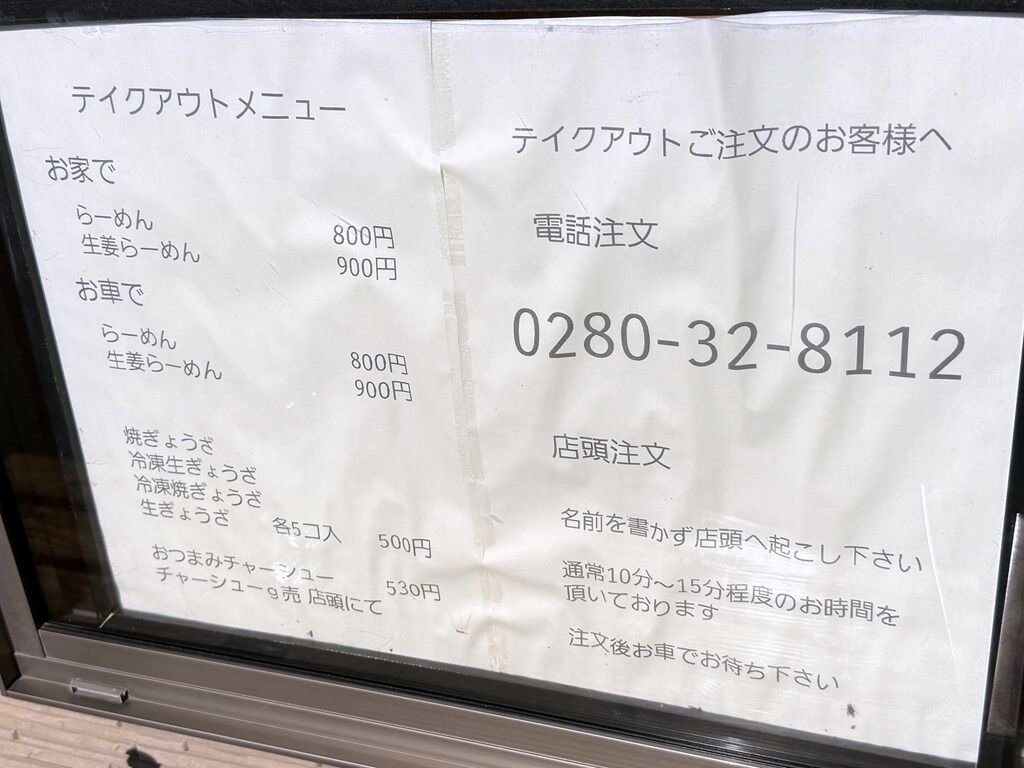 テイクアウトメニュー
お家で
らーめん 800円
生姜らーめん 900円
お車で
らーめん 800円
生姜らーめん 900円
焼ぎょうざ
冷凍生ぎょうざ
冷凍焼ぎょうざ
生ぎょうざ 各5コ入 500円
おつまみチャーシュー 530円
チャーシューg売 店頭にて
テイクアウトご注文のお客様へ
電話注文
0280-32-8112
店頭注文
名前を書かず店頭へ起こし下さい
通常10分～15分程度のお時間を
頂いております
注文後お車でお待ち下さい